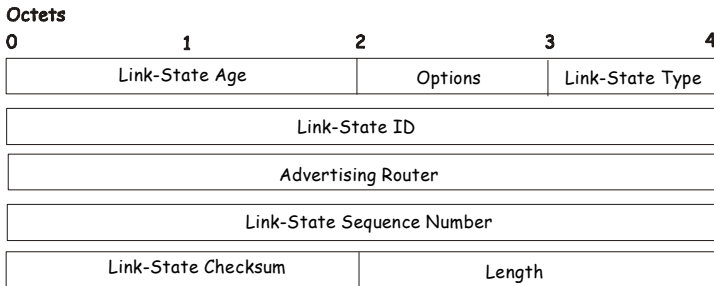 Octets
0 1 2 3 4
Link-State Age Options Link-State Type
Link-State ID
Advertising Router
Link-State Sequence Number
Link-State Checksum Length